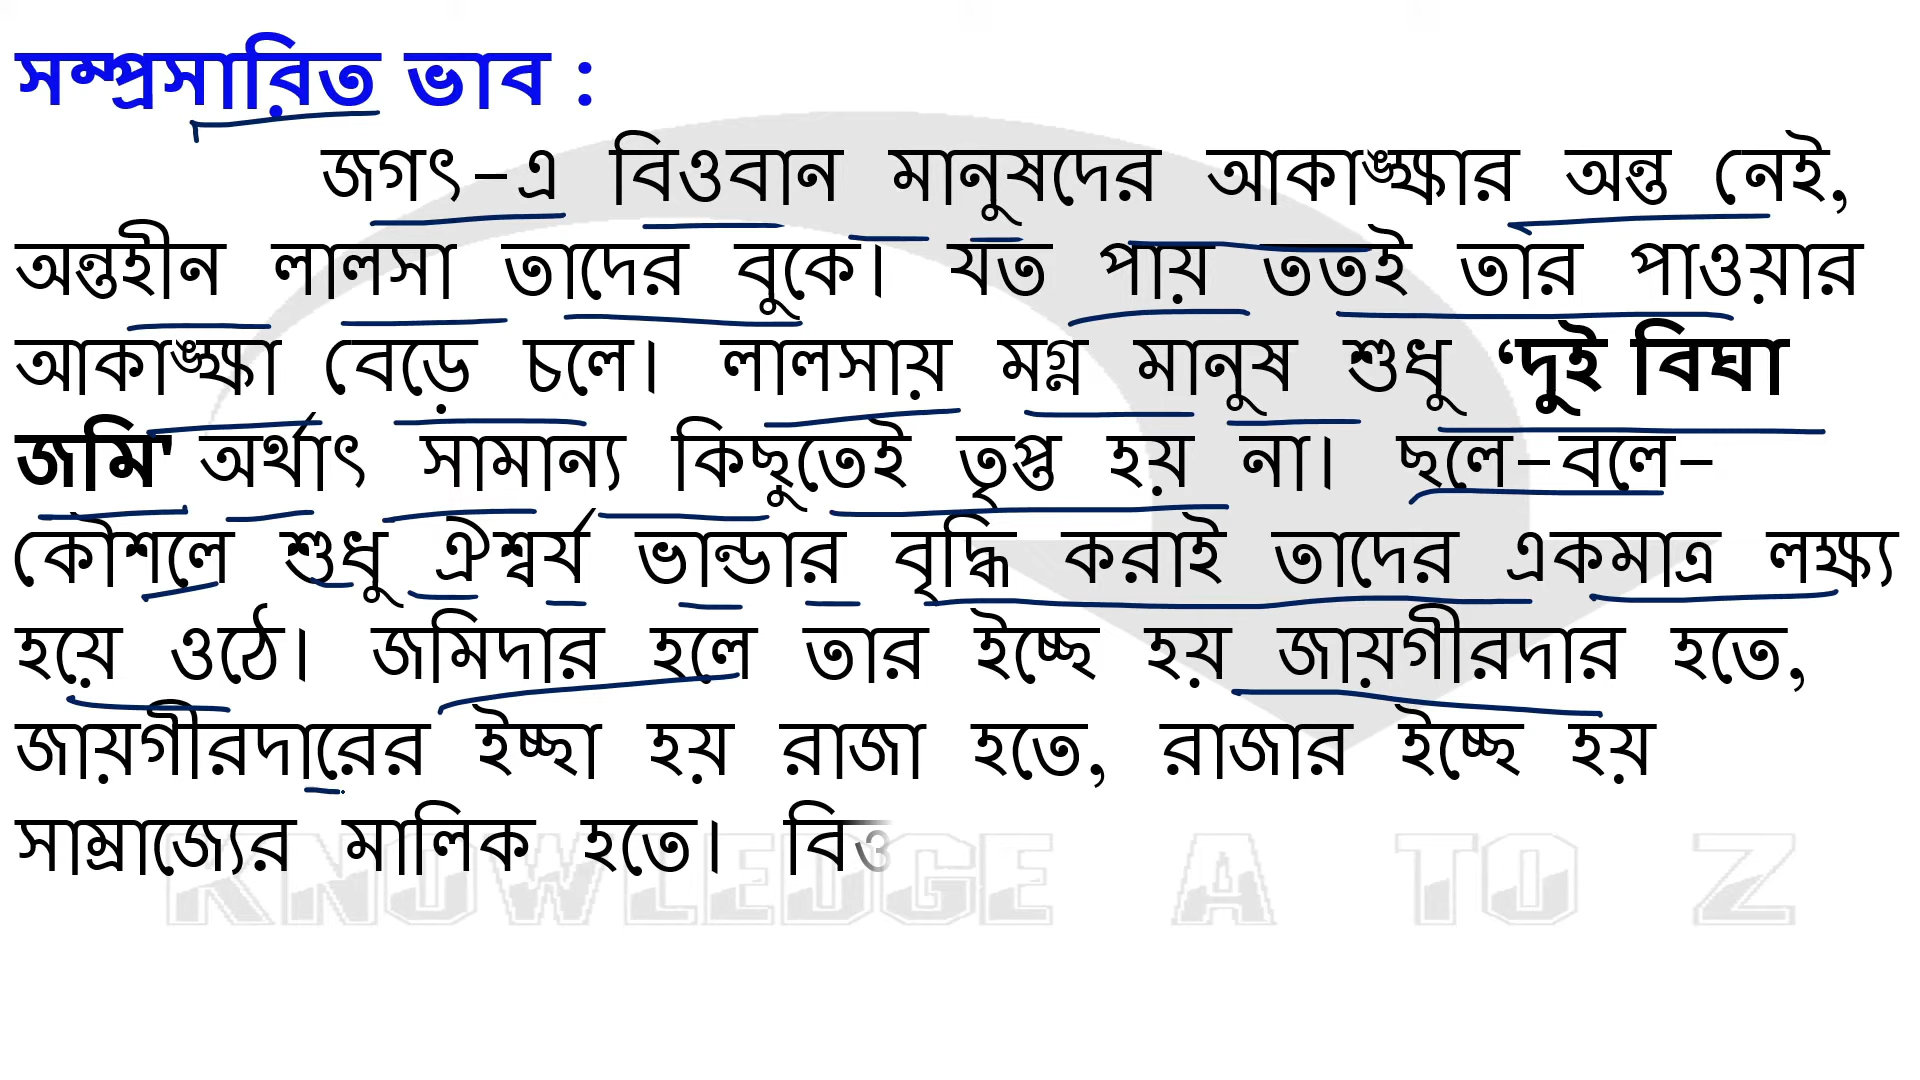 সম্প্রসারিত ভাব :
জগৎ-এ বিওবান মানুষদের আকাঙ্ক্ষার অন্ত নেই,
অন্তহীন লালসা তাদের বুকে। যত পায় ততই তার পাওয়ার
আকাঙ্ক্ষা বেড়ে চলে। লালসায় মগ্ন মানুষ শুধু ‘দুই বিঘা
জমি' অর্থাৎ সামান্য কিছুতেই তৃপ্ত হয় না। ছলে-বলে-
কৌশলে শুধু ঐশ্বর্য ভান্ডার বৃদ্ধি করাই তাদের একমাত্র লক্ষ্য
হয়ে ওঠে। জমিদার হলে তার ইচ্ছে হয় জায়গীরদার হতে,
জায়গীরদারের ইচ্ছা হয় রাজা হতে, রাজার ইচ্ছে হয়
সাম্রাজ্যের মালিক হতে। বিও
KNOWLEDGE A TO Z